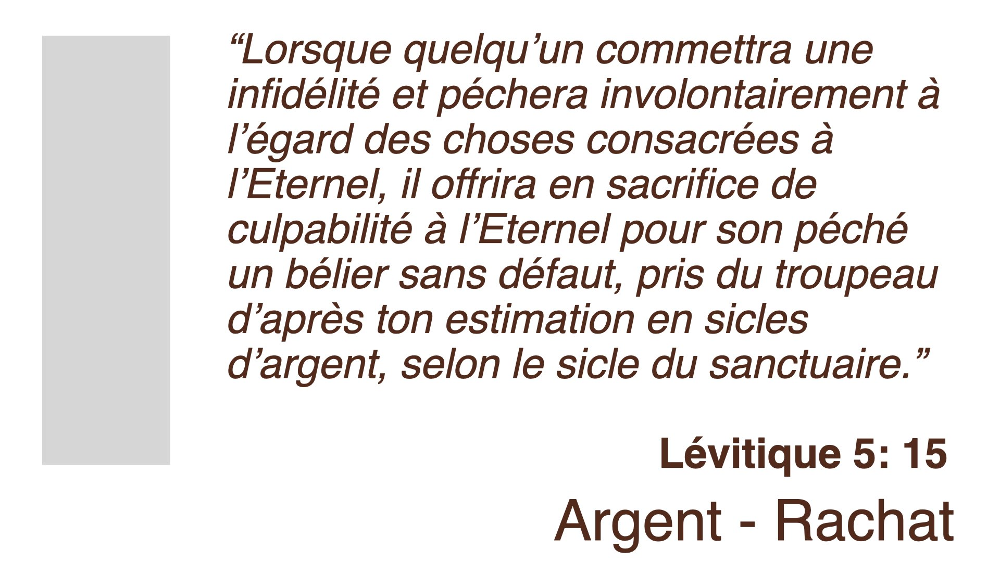 “Lorsque quelqu’un commettra une
infidélité et péchera involontairement à
l’égard des choses consacrées à
l’Eternel, il offrira en sacrifice de
culpabilité à l’Eternel pour son péché
un bélier sans défaut, pris du troupeau
d’après ton estimation en sicles
d’argent, selon le sicle du sanctuaire.”
Lévitique 5: 15
Argent - Rachat